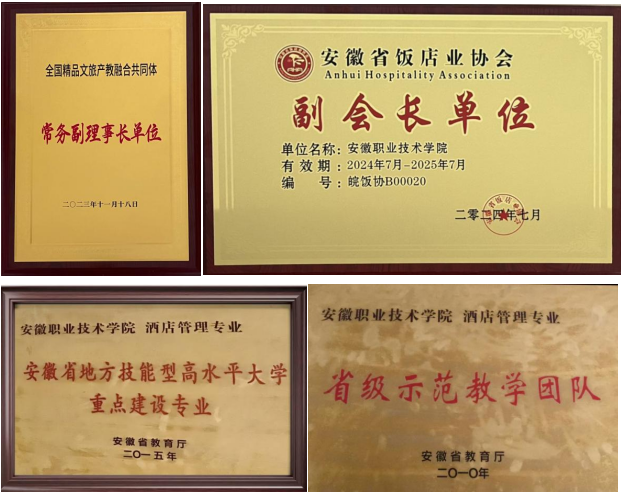 全国精品文旅产教融合共同体
常务副理事长单位
二〇二三年十一月十八日
安徽省饭店业协会
Anhui Hospitality Association
副会长单位
单位名称：安徽职业技术学院
有效期：2024年7月-2025年7月
编号：皖饭协B00020
二零二四年七月
安徽职业技术学院 酒店管理专业
安徽省地方技能型高水平大学
重点建设专业
安徽省教育厅
二〇一五年
安徽职业技术学院 酒店管理专业
省级示范教学团队
安徽省教育厅
二〇一〇年